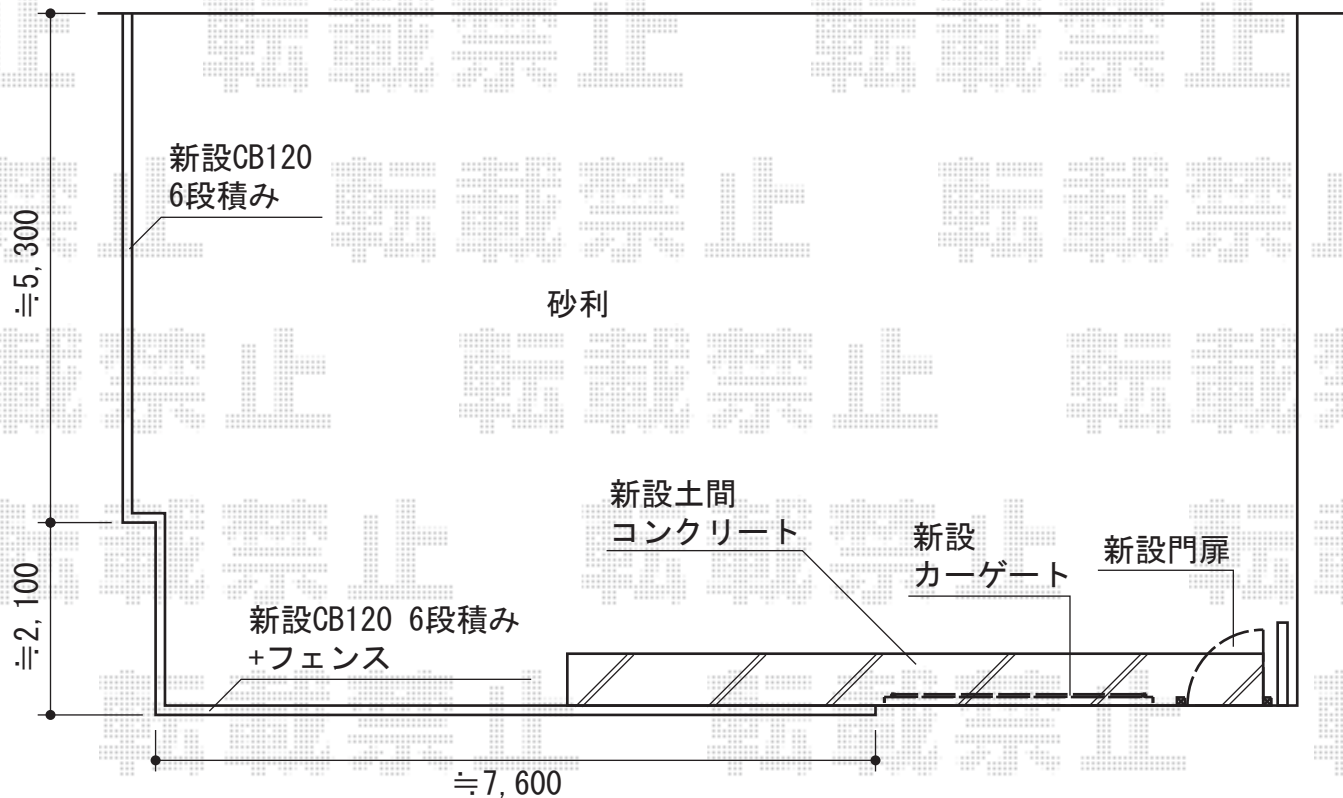 転載禁止
新設CB120
6段積み
≒5,300
砂利
新設土間
コンクリート
新設
カーゲート
新設門扉
≒2,100
新設CB120 6段積み
+フェンス
≒7,600